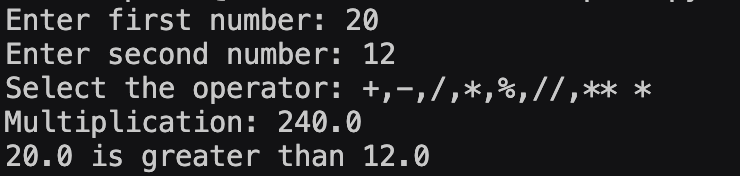 Enter first number: 20
Enter second number: 12
Select the operator: +,-,/,*,%,//,** *
Multiplication: 240.0
20.0 is greater than 12.0